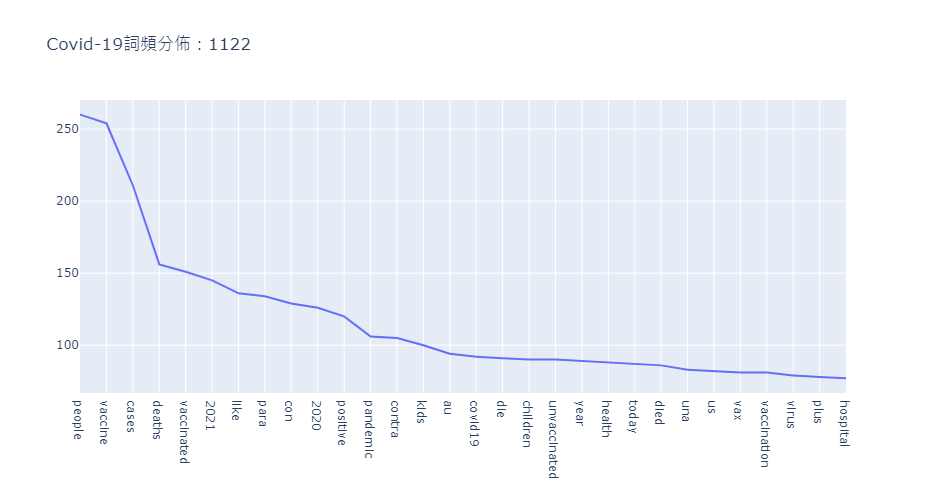 Covid-19詞頻分佈：1122
250
200
150
100
people
vaccine
cases
deaths
vaccinated
2021
like
para
con
2020
positive
pandemic
contra
kids
au
covid19
die
children
unvaccinated
year
health
today
died
una
us
vax
vaccination
virus
plus
hospital